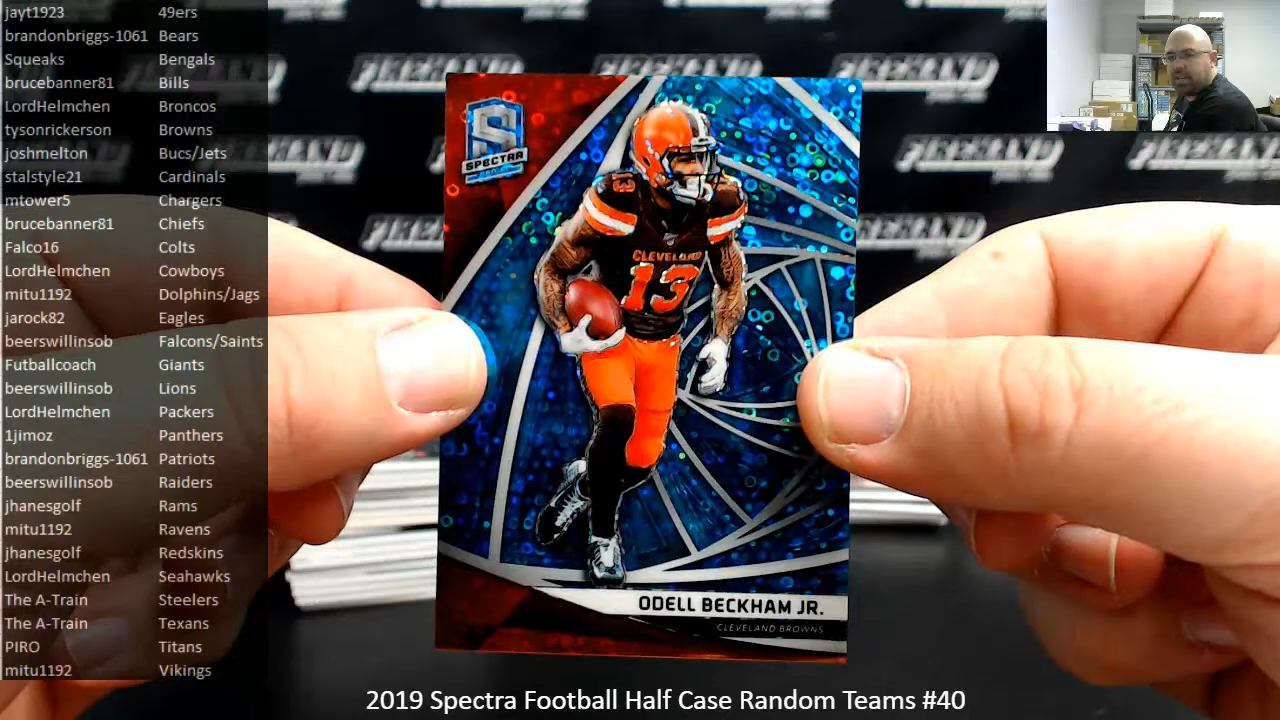 jayt1923 49ers
brandonbriggs-1061 Bears
Squeaks Bengals
brucebanner81 Bills
LordHelmchen Broncos
tysonrickerson Browns
joshmelton Bucs/Jets
stalstyle21 Cardinals
mtower5 Chargers
brucebanner81 Chiefs
Falco16 Colts
LordHelmchen Cowboys
mitu1192 Dolphins/Jags
jarock82 Eagles
beerswillinsob Falcons/Saints
Futballcoach Giants
beerswillinsob Lions
LordHelmchen Packers
1jimoz Panthers
brandonbriggs-1061 Patriots
beerswillinsob Raiders
jhanesgolf Rams
mitu1192 Ravens
jhanesgolf Redskins
LordHelmchen Seahawks
The A-Train Steelers
The A-Train Texans
PIRO Titans
mitu1192 Vikings
S
SPECTRA
13
CLEVELAND
13
ODELL BECKHAM JR.
CLEVELAND BROWNS
FIREHAND
2019 Spectra Football Half Case Random Teams #40